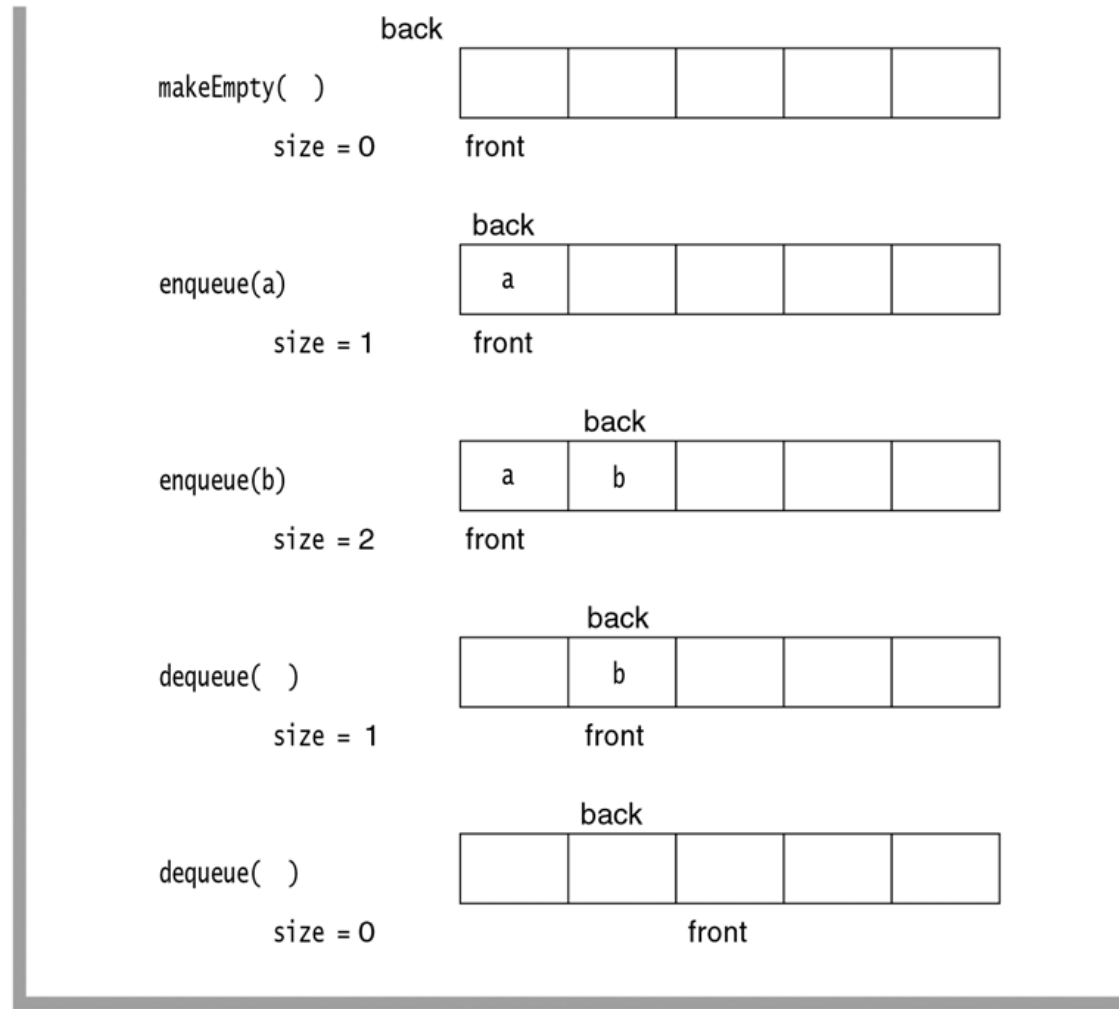 back
makeEmpty( )
size = 0 front
back
enqueue(a) a
size = 1 front
back
enqueue(b) a b
size = 2 front
back
dequeue( ) b
size = 1 front
back
dequeue( )
size = 0 front